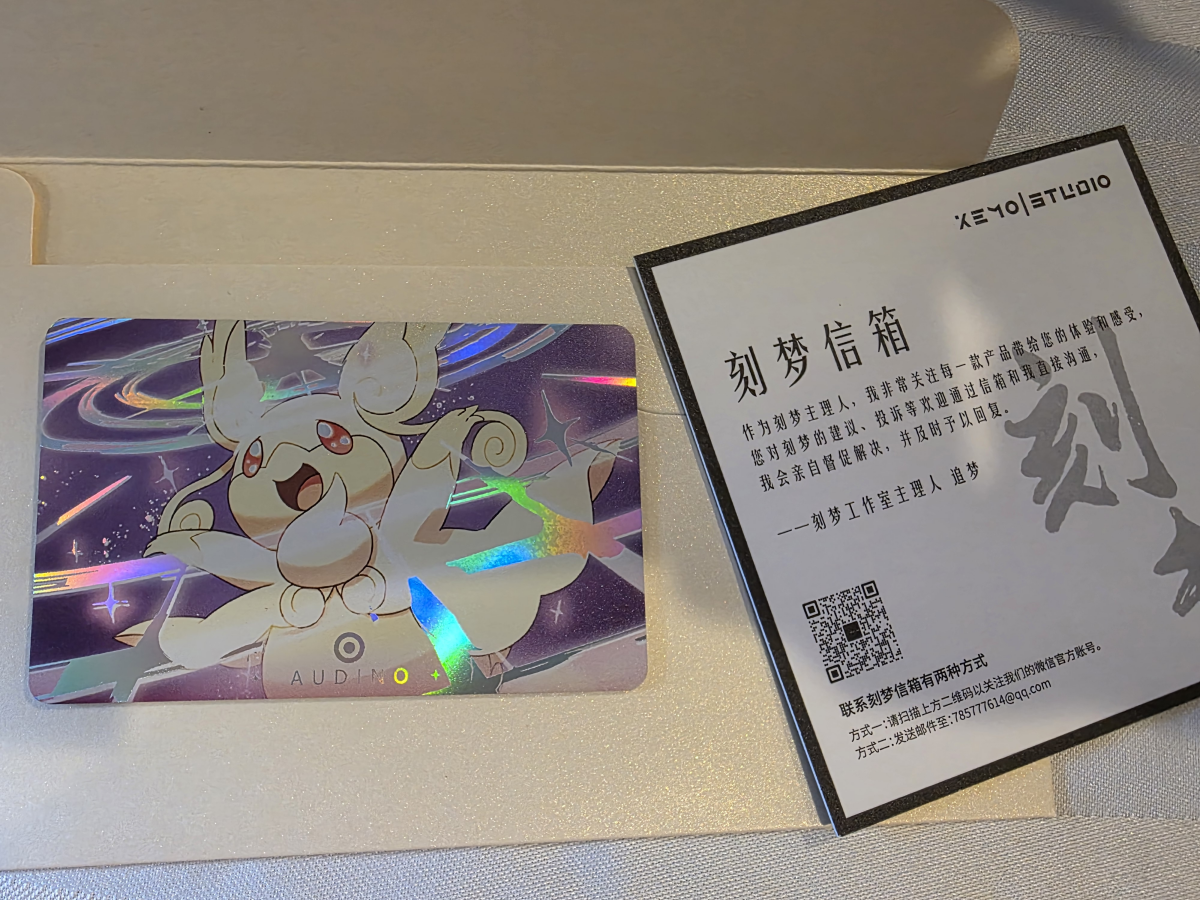 AUDINO
KEMO|STUDIO
刻梦信箱
作为刻梦主理人，我非常关注每一款产品带给您的体验和感受，
您对刻梦的建议、投诉等欢迎通过信箱和我直接沟通，
我会亲自督促解决，并及时予以回复。
——刻梦工作室主理人 追梦
刻
联系刻梦信箱有两种方式
方式一：请扫描上方二维码以关注我们的微信官方账号。
方式二：发送邮件至：785777614@qq.com